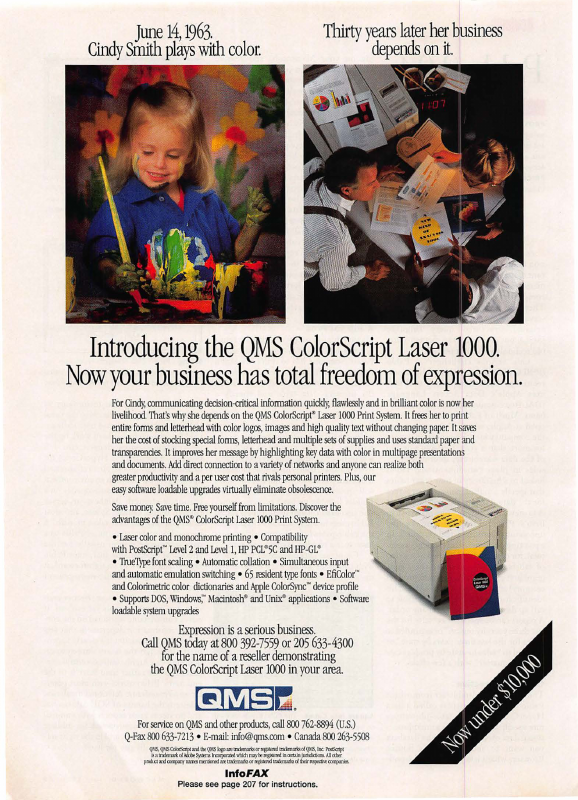 June 14, 1963.
Cindy Smith plays with color.
Thirty years later her business
depends on it.
11:07
A
NEW
KIND
OF
Introducing the QMS ColorScript Laser 1000.
Now your business has total freedom of expression.
For Cindy, communicating decision-critical information quickly, flawlessly and in brilliant color is now her
livelihood. That's why she depends on the QMS ColorScript® Laser 1000 Print System. It frees her to print
entire forms and letterhead with color logos, images and high quality text without changing paper. It saves
her the cost of stocking special forms, letterhead and multiple sets of supplies and uses standard paper and
transparencies. It improves her message by highlighting key data with color in multipage presentations
and documents. Add direct connection to a variety of networks and anyone can realize both
greater productivity and a per user cost that rivals personal printers. Plus, our
easy software loadable upgrades virtually eliminate obsolescence.
Save money. Save time. Free yourself from limitations. Discover the
advantages of the QMS® ColorScript Laser 1000 Print System.
• Laser color and monochrome printing • Compatibility
with PostScript™ Level 2 and Level 1, HP PCL®5C and HP-GL®
• TrueType font scaling • Automatic collation • Simultaneous input
and automatic emulation switching • 65 resident type fonts • EfiColor™
and Colorimetric color dictionaries and Apple ColorSync™ device profile
• Supports DOS, Windows,™ Macintosh® and Unix® applications • Software
loadable system upgrades
ColorScript
Laser 1000
QMS
Expression is a serious business.
Call QMS today at 800 392-7559 or 205 633-4300
for the name of a reseller demonstrating
the QMS ColorScript Laser 1000 in your area.
QMS®
Now under $10,000
For service on QMS and other products, call 800 762-8894 (U.S.)
Q-Fax 800 633-7213 • E-mail: info@qms.com • Canada 800 263-5508
QMS, QMS ColorScript and the QMS logo are trademarks or registered trademarks of QMS, Inc. PostScript
is a trademark of Adobe Systems Incorporated which may be registered in certain jurisdictions. All other
product and company names mentioned are trademarks or registered trademarks of their respective companies.
InfoFAX
Please see page 207 for instructions.